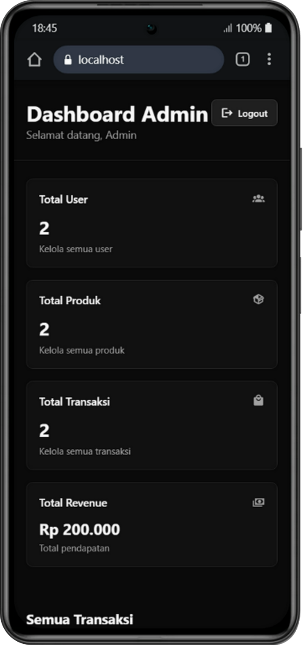 18:45
100%
localhost
1
Dashboard Admin
Logout
Selamat datang, Admin
Total User
2
Kelola semua user
Total Produk
2
Kelola semua produk
Total Transaksi
2
Kelola semua transaksi
Total Revenue
Rp 200.000
Total pendapatan
Semua Transaksi